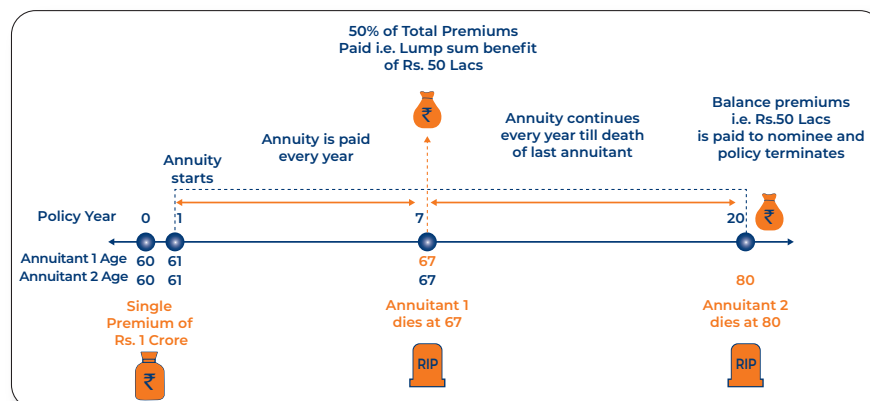 50% of Total Premiums
Paid i.e. Lump sum benefit
of Rs. 50 Lacs
₹
Balance premiums
i.e. Rs.50 Lacs
is paid to nominee and
policy terminates
Annuity continues
every year till death
of last annuitant
Annuity is paid
every year
Annuity
starts
₹
Policy Year 0 1 7 20
Annuitant 1 Age 60 61 67
Annuitant 2 Age 60 61 67 80
Single
Premium of
Rs. 1 Crore
₹
Annuitant 1
dies at 67
RIP
Annuitant 2
dies at 80
RIP